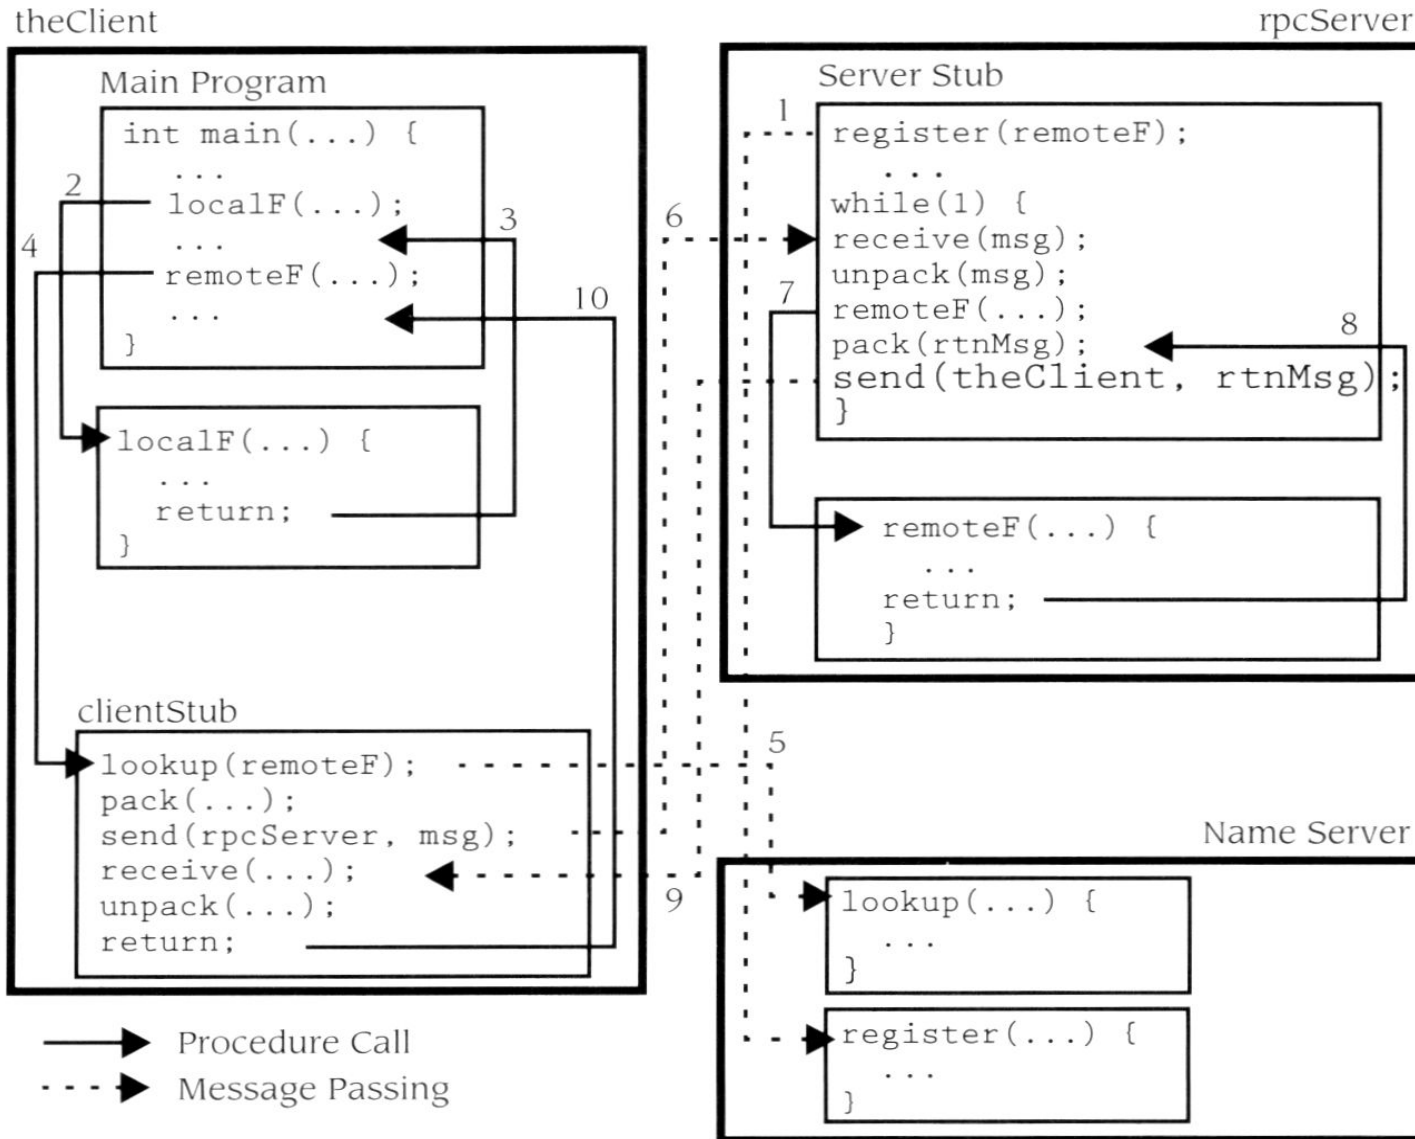 theClient
Main Program
int main(...) {
...
2
localF(...);
3
4
...
remoteF(...);
10
...
}
localF(...) {
...
return;
}
clientStub
lookup(remoteF);
pack(...);
send(rpcServer, msg);
receive(...);
unpack(...);
return;
rpcServer
Server Stub
1
register(remoteF);
...
while(1) {
6
receive(msg);
unpack(msg);
7
remoteF(...);
8
pack(rtnMsg);
send(theClient, rtnMsg);
}
remoteF(...) {
...
return;
}
5
9
Name Server
lookup(...) {
...
}
register(...) {
...
}
Procedure Call
Message Passing